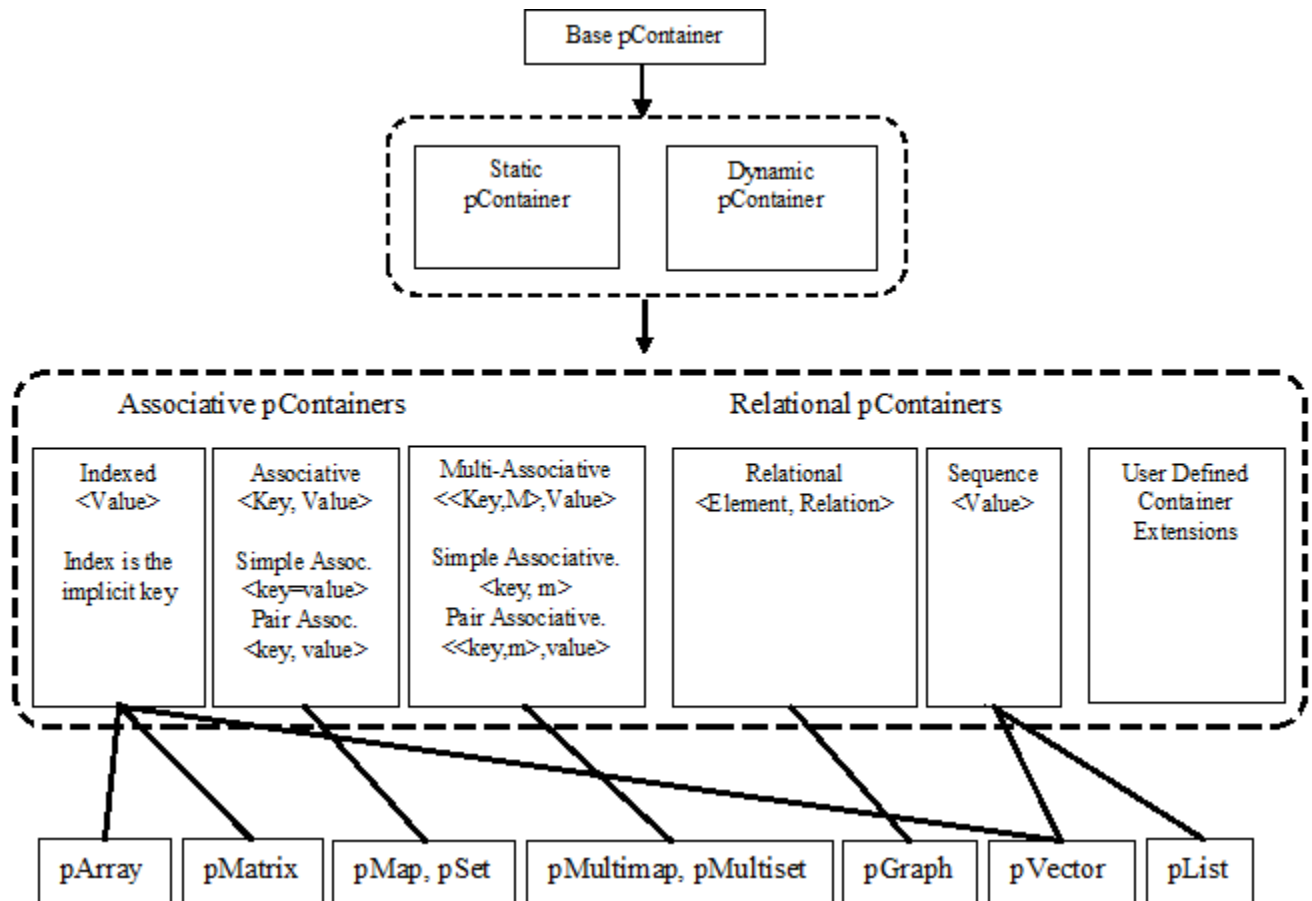 Base pContainer
Static
pContainer
Dynamic
pContainer
Associative pContainers
Relational pContainers
Indexed
<Value>
Index is the
implicit key
Associative
<Key, Value>
Simple Assoc.
<key=value>
Pair Assoc.
<key, value>
Multi-Associative
<<Key,M>,Value>
Simple Associative.
<key, m>
Pair Associative.
<<key,m>,value>
Relational
<Element, Relation>
Sequence
<Value>
User Defined
Container
Extensions
pArray
pMatrix
pMap, pSet
pMultimap, pMultiset
pGraph
pVector
pList